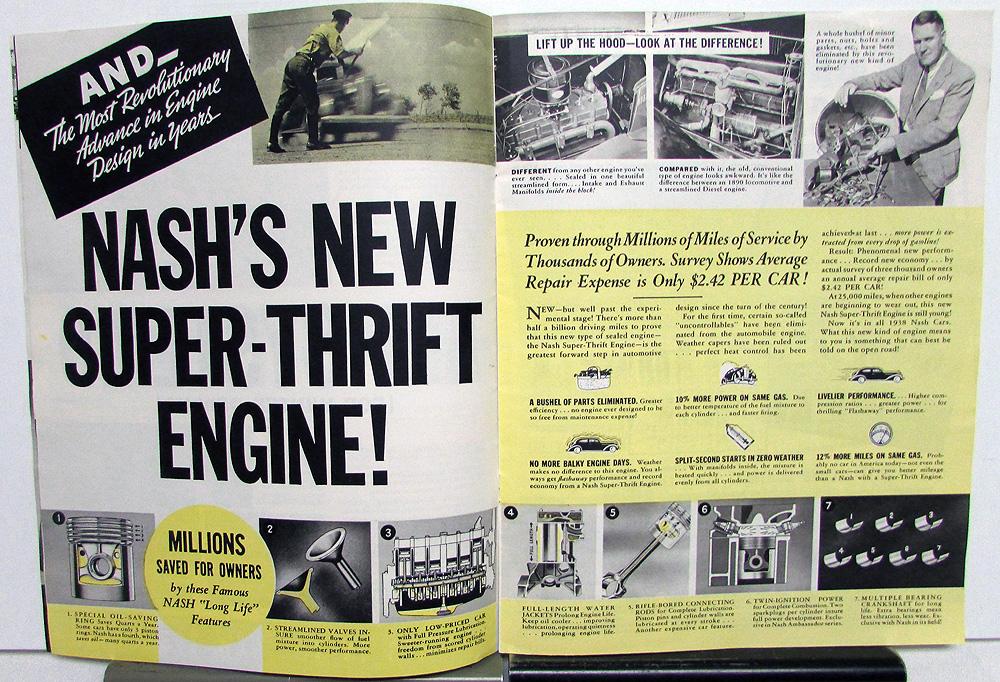 AND—
The Most Revolutionary
Advance in Engine
Design in Years
NASH'S NEW
SUPER-THRIFT
ENGINE!
1
MILLIONS
SAVED FOR OWNERS
by these Famous
NASH "Long Life"
Features
2
3
1. SPECIAL OIL-SAVING
RING Saves Quarts a Year.
Some cars have only 3 piston
rings. Nash has a fourth, which
saves oil—many quarts a year.
2. STREAMLINED VALVES IN-
SURE smoother flow of fuel
mixture into cylinders. More
power, smoother performance.
3. ONLY LOW-PRICED CAR
with Full Pressure Lubrication.
Sweeter-running engine . . .
freedom from scored cylinder
walls . . . minimizes repair bills.
LIFT UP THE HOOD—LOOK AT THE DIFFERENCE!
A whole bushel of minor
parts, nuts, bolts and
gaskets, etc., have been
eliminated by this revo-
lutionary new kind of
engine!
DIFFERENT from any other engine you've
ever seen. . . . Sealed in one beautiful
streamlined form. . . . Intake and Exhaust
Manifolds inside the block!
COMPARED with it, the old, conventional
type of engine looks awkward. It's like the
difference between an 1890 locomotive and
a streamlined Diesel engine.
Proven through Millions of Miles of Service by
Thousands of Owners. Survey Shows Average
Repair Expense is Only $2.42 PER CAR!
NEW—but well past the experi-
mental stage! There's more than
half a billion driving miles to prove
that this new type of sealed engine—
the Nash Super-Thrift Engine—is the
greatest forward step in automotive
design since the turn of the century!
For the first time, certain so-called
"uncontrollables" have been elimi-
nated from the automobile engine.
Weather capers have been ruled out
. . . perfect heat control has been
achieved at last . . . more power is ex-
tracted from every drop of gasoline!
Result: Phenomenal new perform-
ance . . . Record new economy . . . by
actual survey of three thousand owners
an annual average repair bill of only
$2.42 PER CAR!
At 25,000 miles, when other engines
are beginning to wear out, this new
Nash Super-Thrift Engine is still young!
Now it's in all 1938 Nash Cars.
What this new kind of engine means
to you is something that can best be
told on the open road!
A BUSHEL OF PARTS ELIMINATED. Greater
efficiency . . . no engine ever designed to be
so free from maintenance expense!
10% MORE POWER ON SAME GAS. Due
to better temperature of the fuel mixture to
each cylinder . . . and faster firing.
LIVELIER PERFORMANCE. . . . Higher com-
pression ratios . . . greater power . . . for
thrilling "Flashaway" performance.
NO MORE BALKY ENGINE DAYS. Weather
makes no difference to this engine. You al-
ways get flashaway performance and record
economy from a Nash Super-Thrift Engine.
SPLIT-SECOND STARTS IN ZERO WEATHER
. . . With manifolds inside, the mixture is
heated quickly . . . and power is delivered
evenly from all cylinders.
12% MORE MILES ON SAME GAS. Prob-
ably no car in America today—not even the
small cars—can give you better mileage
than a Nash with a Super-Thrift Engine.
4
FULL LENGTH
5
6
7
1 2 3
4 5 6 7
FULL-LENGTH WATER
JACKETS Prolong Engine Life.
Keep oil cooler . . . improving
lubrication, operating quietness
. . . prolonging engine life.
5. RIFLE-BORED CONNECTING
RODS for Complete Lubrication.
Piston pins and cylinder walls are
lubricated at every stroke . . .
Another expensive car feature.
6. TWIN-IGNITION POWER
for Complete Combustion. Two
sparkplugs per cylinder insure
full power development. Exclu-
sive in Nash Ambassador series.
7. MULTIPLE BEARING
CRANKSHAFT for long
life. Extra bearings mean
less vibration, wear. Ex-
clusive with Nash in its field!